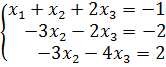 x₁ + x₂ + 2x₃ = −1
−3x₂ − 2x₃ = −2
−3x₂ − 4x₃ = 2